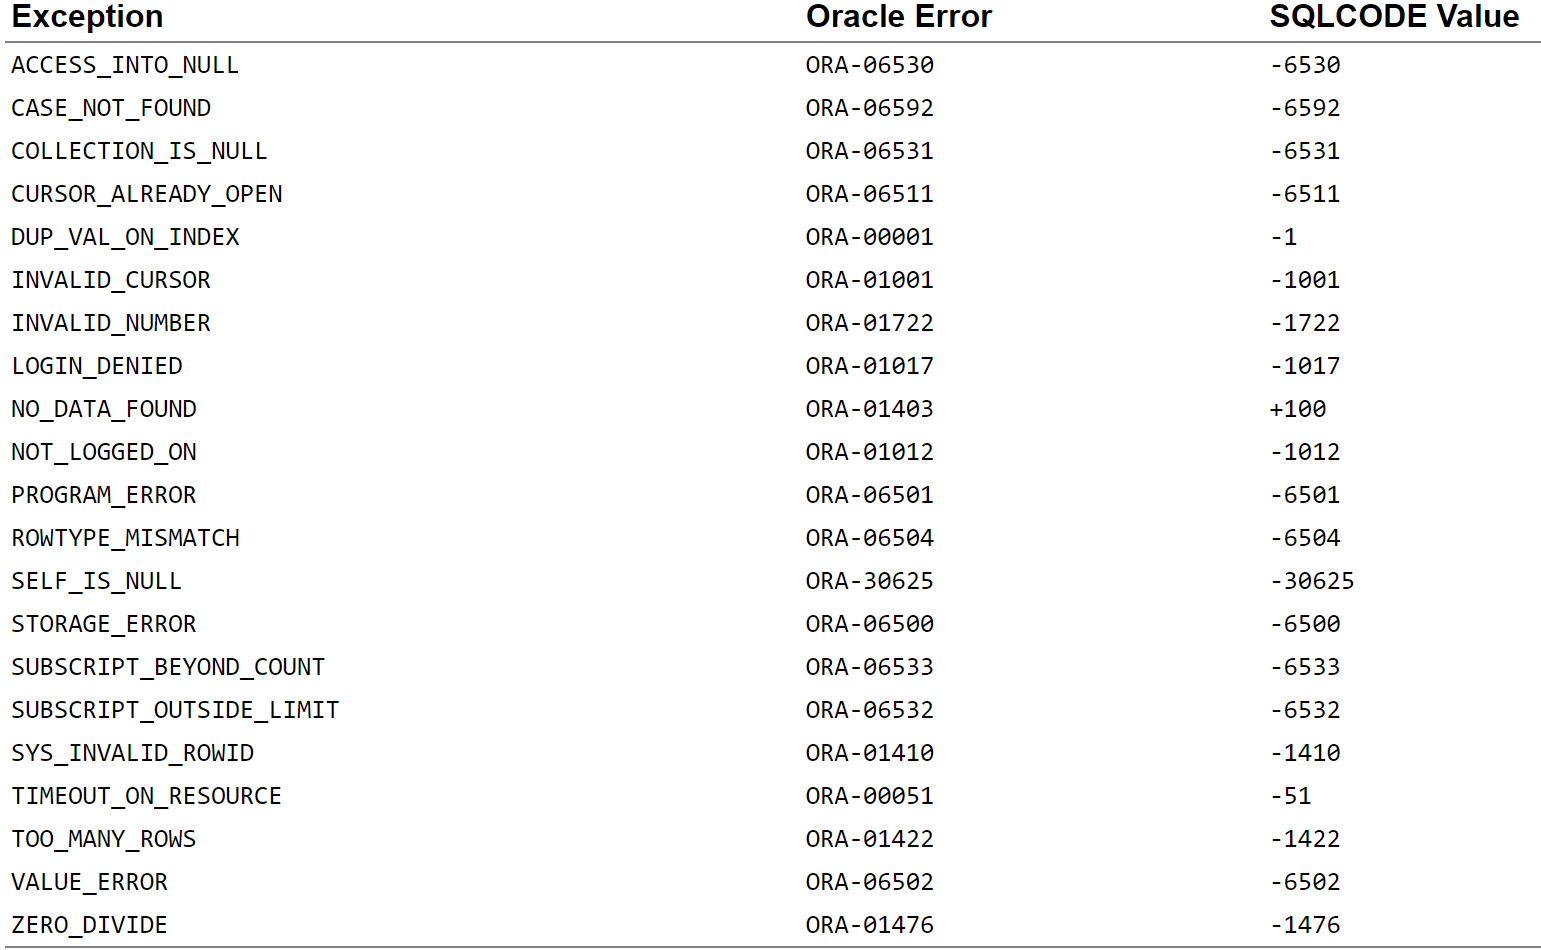 Exception Oracle Error SQLCODE Value
ACCESS_INTO_NULL ORA-06530 -6530
CASE_NOT_FOUND ORA-06592 -6592
COLLECTION_IS_NULL ORA-06531 -6531
CURSOR_ALREADY_OPEN ORA-06511 -6511
DUP_VAL_ON_INDEX ORA-00001 -1
INVALID_CURSOR ORA-01001 -1001
INVALID_NUMBER ORA-01722 -1722
LOGIN_DENIED ORA-01017 -1017
NO_DATA_FOUND ORA-01403 +100
NOT_LOGGED_ON ORA-01012 -1012
PROGRAM_ERROR ORA-06501 -6501
ROWTYPE_MISMATCH ORA-06504 -6504
SELF_IS_NULL ORA-30625 -30625
STORAGE_ERROR ORA-06500 -6500
SUBSCRIPT_BEYOND_COUNT ORA-06533 -6533
SUBSCRIPT_OUTSIDE_LIMIT ORA-06532 -6532
SYS_INVALID_ROWID ORA-01410 -1410
TIMEOUT_ON_RESOURCE ORA-00051 -51
TOO_MANY_ROWS ORA-01422 -1422
VALUE_ERROR ORA-06502 -6502
ZERO_DIVIDE ORA-01476 -1476